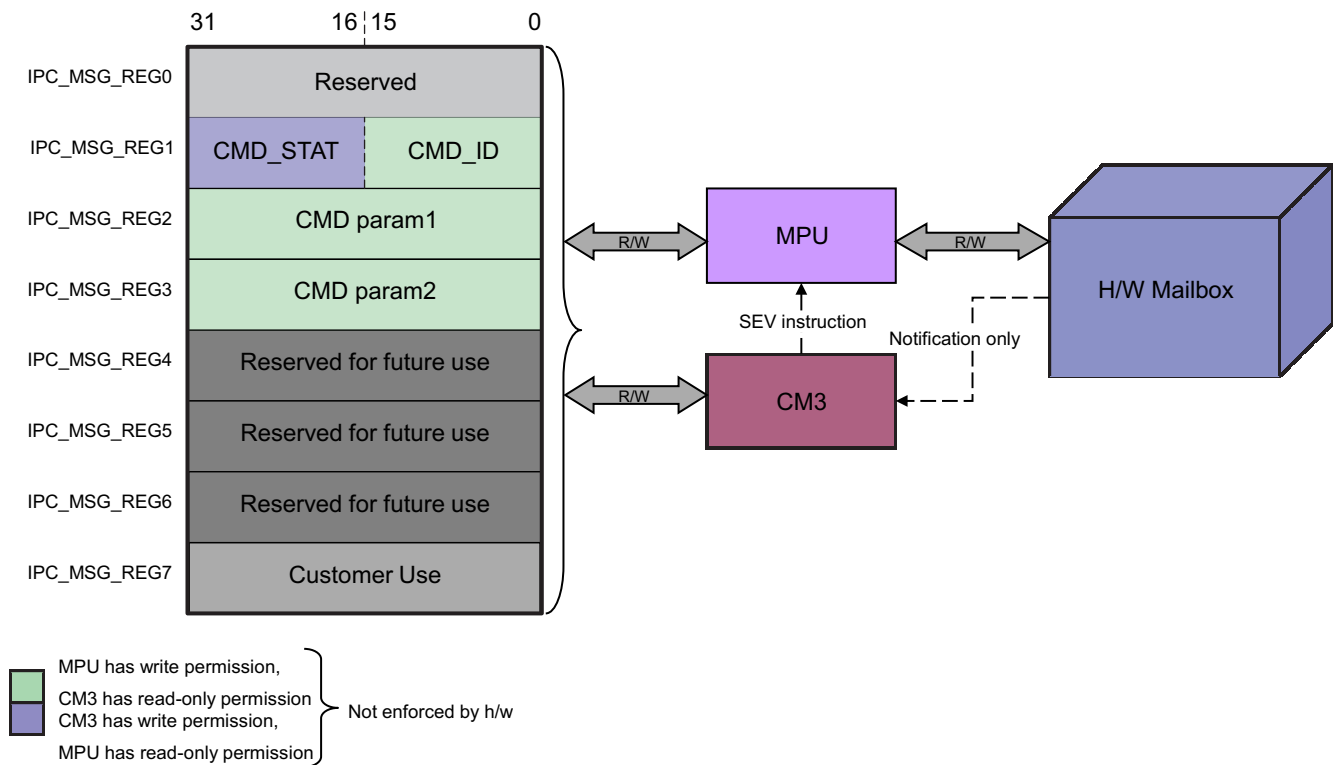 31 16 15 0
IPC_MSG_REG0 Reserved
IPC_MSG_REG1 CMD_STAT CMD_ID
IPC_MSG_REG2 CMD param1
IPC_MSG_REG3 CMD param2
IPC_MSG_REG4 Reserved for future use
IPC_MSG_REG5 Reserved for future use
IPC_MSG_REG6 Reserved for future use
IPC_MSG_REG7 Customer Use
R/W
MPU
R/W
H/W Mailbox
SEV instruction
Notification only
R/W
CM3
MPU has write permission,
CM3 has read-only permission
CM3 has write permission,
MPU has read-only permission
Not enforced by h/w